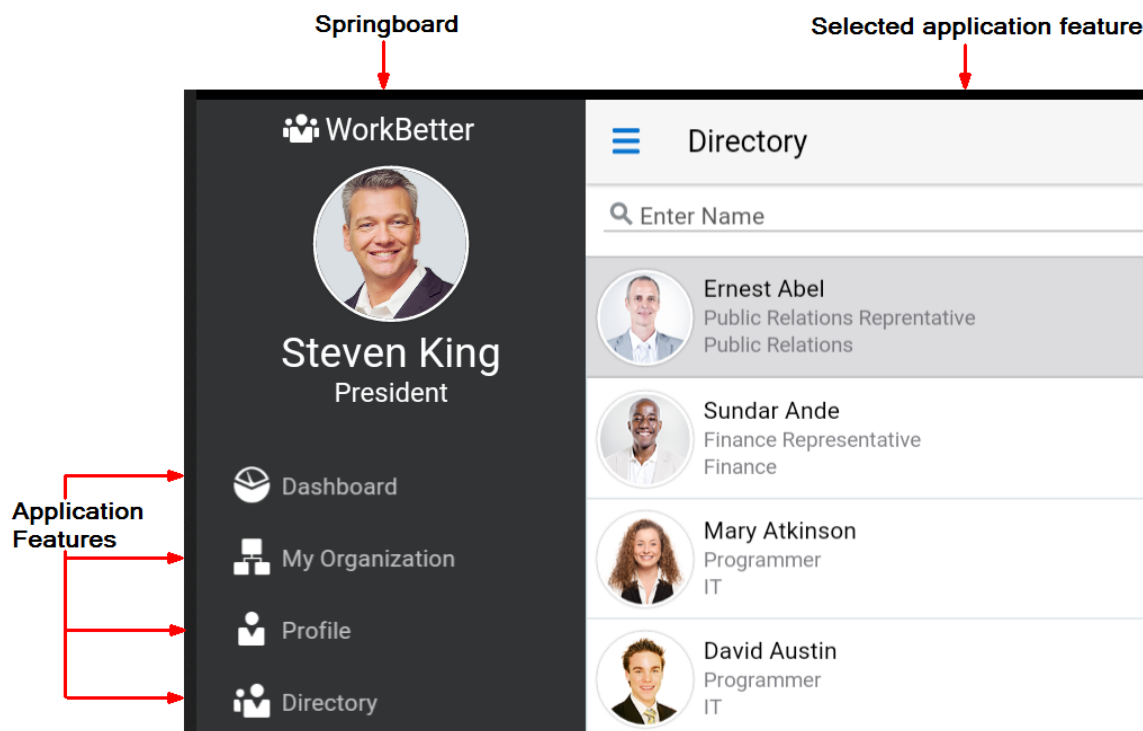 Springboard
Selected application feature
WorkBetter
Steven King
President
Application
Features
Dashboard
My Organization
Profile
Directory
Directory
Enter Name
Ernest Abel
Public Relations Reprentative
Public Relations
Sundar Ande
Finance Representative
Finance
Mary Atkinson
Programmer
IT
David Austin
Programmer
IT